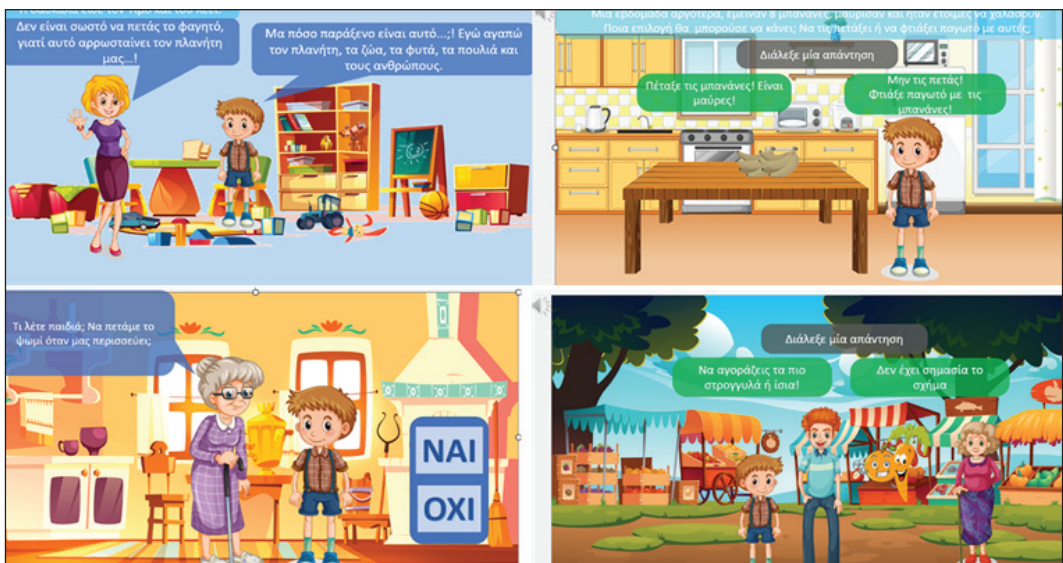 Δεν είναι σωστό να πετάς το φαγητό,
γιατί αυτό αρρωσταίνει τον πλανήτη
μας...!
Μα πόσο παράξενο είναι αυτό...;! Εγώ αγαπώ
τον πλανήτη, τα ζώα, τα φυτά, τα πουλιά και
τους ανθρώπους.
Μια εβδομάδα αργότερα, έμειναν 8 μπανάνες, μαύρισαν και ήταν έτοιμες να χαλάσουν.
Ποια επιλογή θα μπορούσε να κάνει; Να τις πετάξει ή να φτιάξει παγωτό με αυτές;
Διάλεξε μία απάντηση
Πέταξε τις μπανάνες! Είναι
μαύρες!
Μην τις πετάς!
Φτιάξε παγωτό με τις
μπανάνες!
Τι λέτε παιδιά; Να πετάμε το
ψωμί όταν μας περισσεύει;
ΝΑΙ
ΟΧΙ
Διάλεξε μία απάντηση
Να αγοράζεις τα πιο
στρογγυλά ή ίσια!
Δεν έχει σημασία το
σχήμα